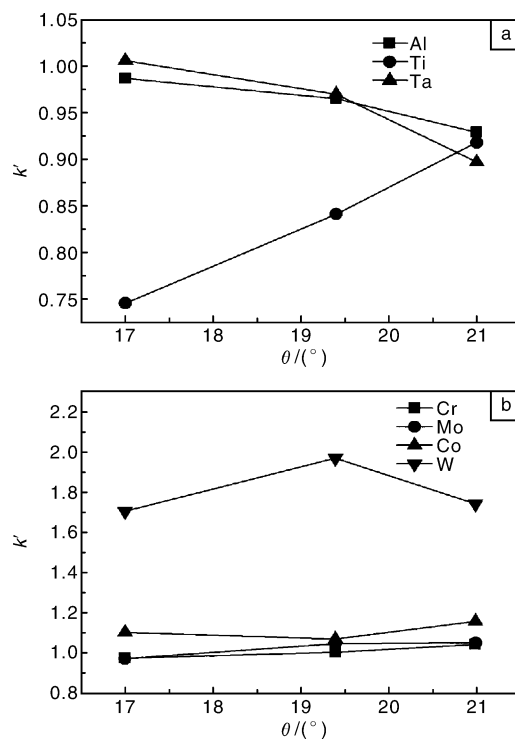 a
Al
Ti
Ta
1.05
1.00
0.95
0.90
0.85
0.80
0.75
k′
17 18 19 20 21
θ/(°)
b
Cr
Mo
Co
W
2.2
2.0
1.8
1.6
1.4
1.2
1.0
0.8
k′
17 18 19 20 21
θ/(°)